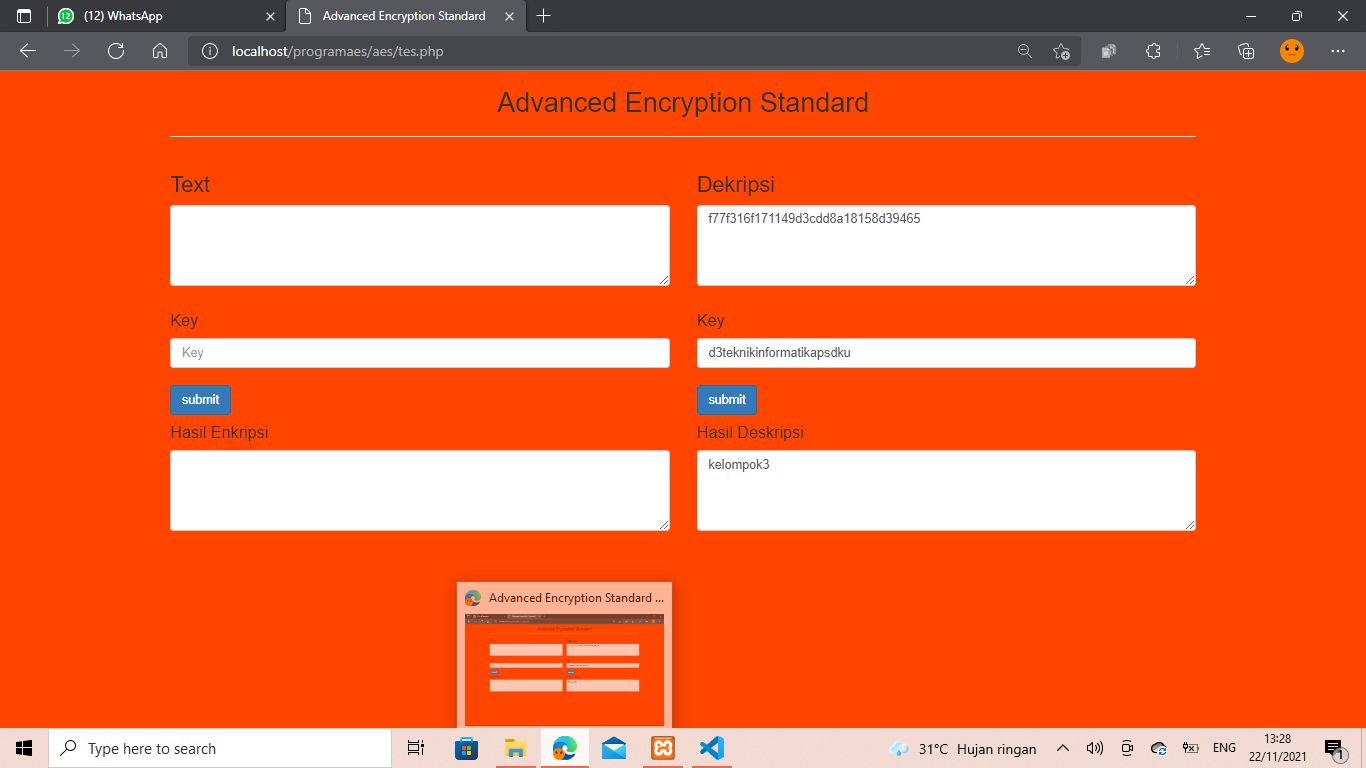 (12) WhatsApp
Advanced Encryption Standard
localhost/programaes/aes/tes.php
Advanced Encryption Standard
Text
Dekripsi
f77f316f171149d3cdd8a18158d39465
Key
Key
Key
d3teknikinformatikapsdku
submit
submit
Hasil Enkripsi
Hasil Deskripsi
kelompok3
Advanced Encryption Standard ...
Type here to search
31°C Hujan ringan
ENG
13:28
22/11/2021
1